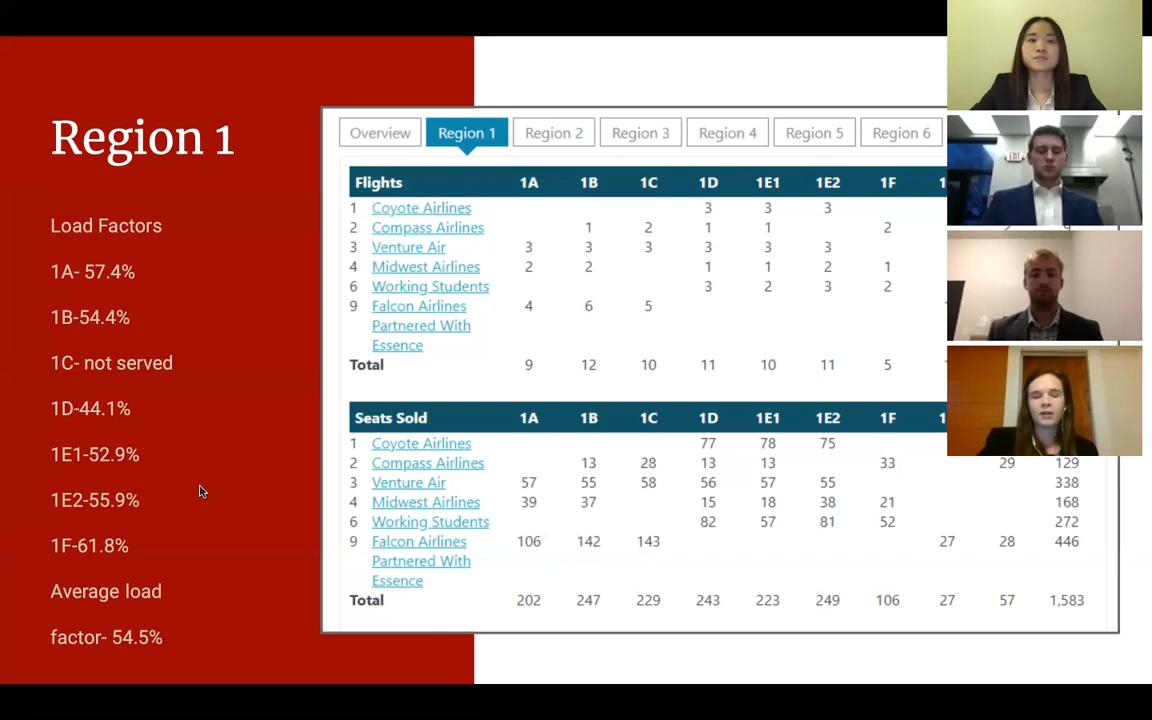 Region 1
Load Factors
1A- 57.4%
1B-54.4%
1C- not served
1D-44.1%
1E1-52.9%
1E2-55.9%
1F-61.8%
Average load
factor- 54.5%
Overview Region 1 Region 2 Region 3 Region 4 Region 5 Region 6
Flights 1A 1B 1C 1D 1E1 1E2 1F
1 Coyote Airlines 3 3 3
2 Compass Airlines 1 2 1 1 2
3 Venture Air 3 3 3 3 3 3
4 Midwest Airlines 2 2 1 1 2 1
6 Working Students 3 2 3 2
9 Falcon Airlines 4 6 5
Partnered With
Essence
Total 9 12 10 11 10 11 5
Seats Sold 1A 1B 1C 1D 1E1 1E2 1F
1 Coyote Airlines 77 78 75
2 Compass Airlines 13 28 13 13 33 29 129
3 Venture Air 57 55 58 56 57 55 338
4 Midwest Airlines 39 37 15 18 38 21 168
6 Working Students 82 57 81 52 272
9 Falcon Airlines 106 142 143 27 28 446
Partnered With
Essence
Total 202 247 229 243 223 249 106 27 57 1,583
EXIT